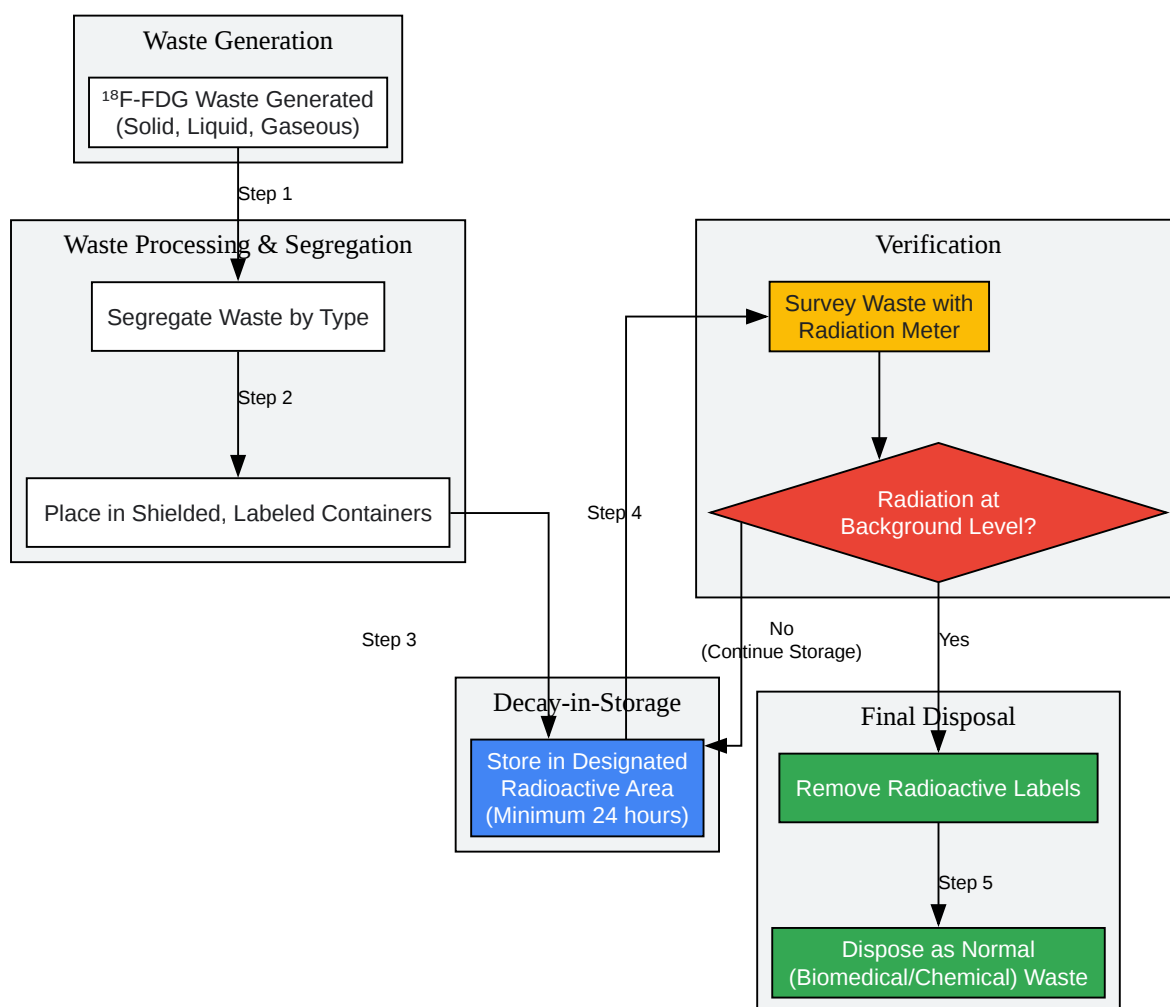 Waste Generation
¹⁸F-FDG Waste Generated
(Solid, Liquid, Gaseous)
Step 1
Waste Processing & Segregation
Segregate Waste by Type
Step 2
Place in Shielded, Labeled Containers
Step 3
Decay-in-Storage
Store in Designated
Radioactive Area
(Minimum 24 hours)
Step 4
Verification
Survey Waste with
Radiation Meter
Radiation at
Background Level?
No
(Continue Storage)
Yes
Final Disposal
Remove Radioactive Labels
Step 5
Dispose as Normal
(Biomedical/Chemical) Waste